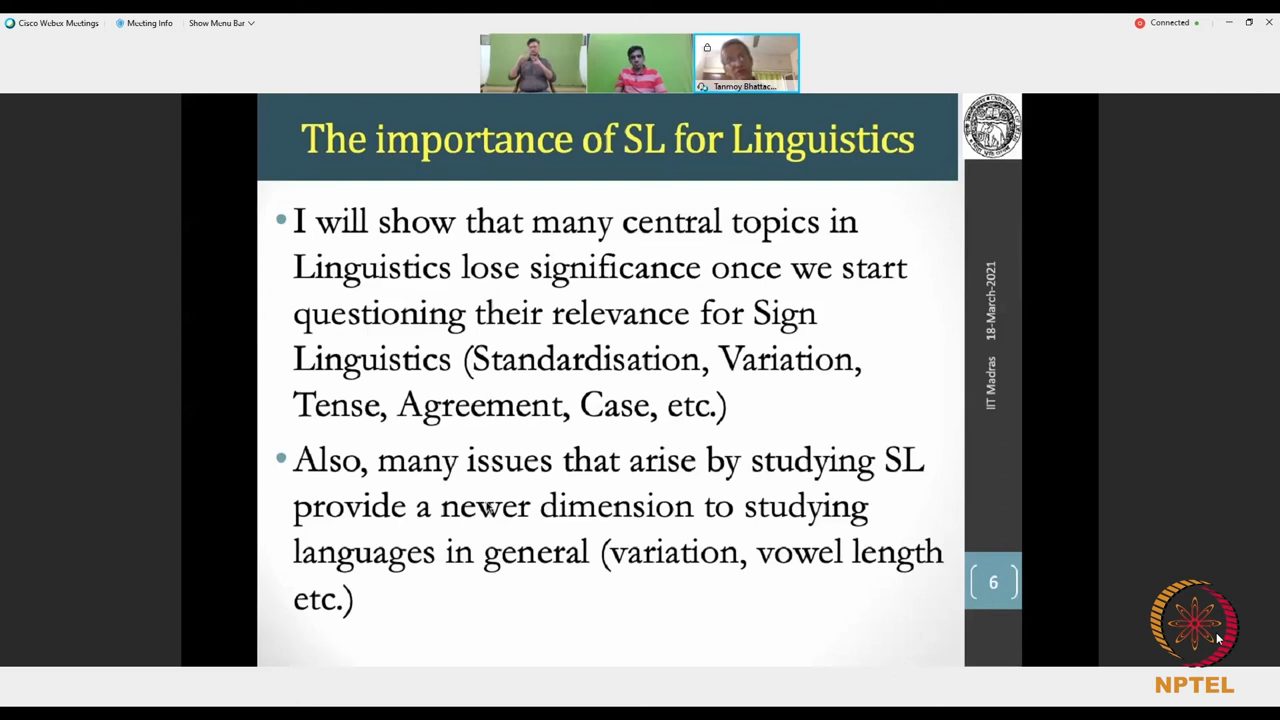 Cisco Webex Meetings
Meeting Info
Show Menu Bar
Connected
Tanmoy Bhattac...
The importance of SL for Linguistics
• I will show that many central topics in
Linguistics lose significance once we start
questioning their relevance for Sign
Linguistics (Standardisation, Variation,
Tense, Agreement, Case, etc.)
• Also, many issues that arise by studying SL
provide a newer dimension to studying
languages in general (variation, vowel length
etc.)
18-March-2021
IIT Madras
6
NPTEL